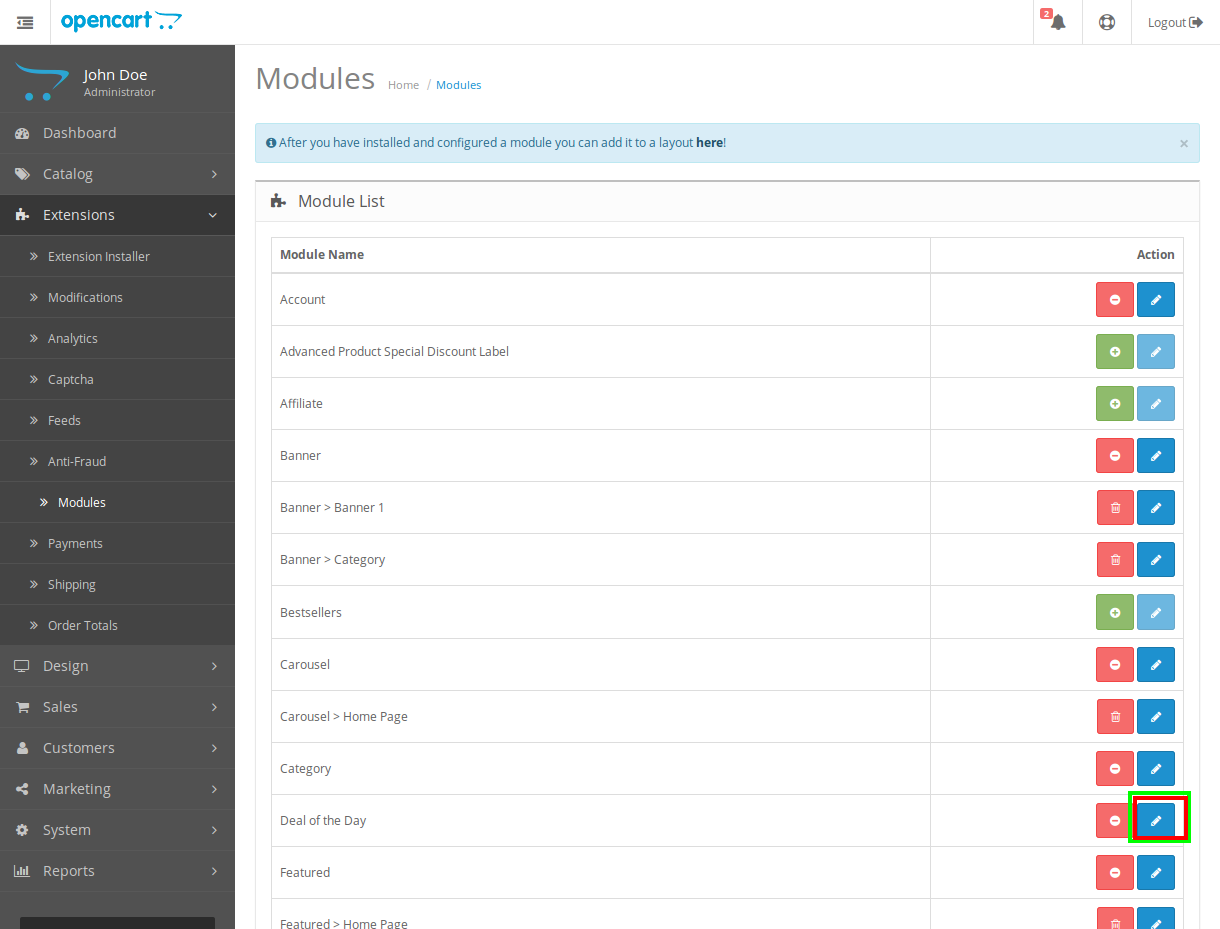 opencart
2
Logout
John Doe
Administrator
Dashboard
Catalog
Extensions
Extension Installer
Modifications
Analytics
Captcha
Feeds
Anti-Fraud
Modules
Payments
Shipping
Order Totals
Design
Sales
Customers
Marketing
System
Reports
Modules Home / Modules
After you have installed and configured a module you can add it to a layout here! ×
Module List
Module Name Action
Account
Advanced Product Special Discount Label
Affiliate
Banner
Banner > Banner 1
Banner > Category
Bestsellers
Carousel
Carousel > Home Page
Category
Deal of the Day
Featured
Featured > Home Page